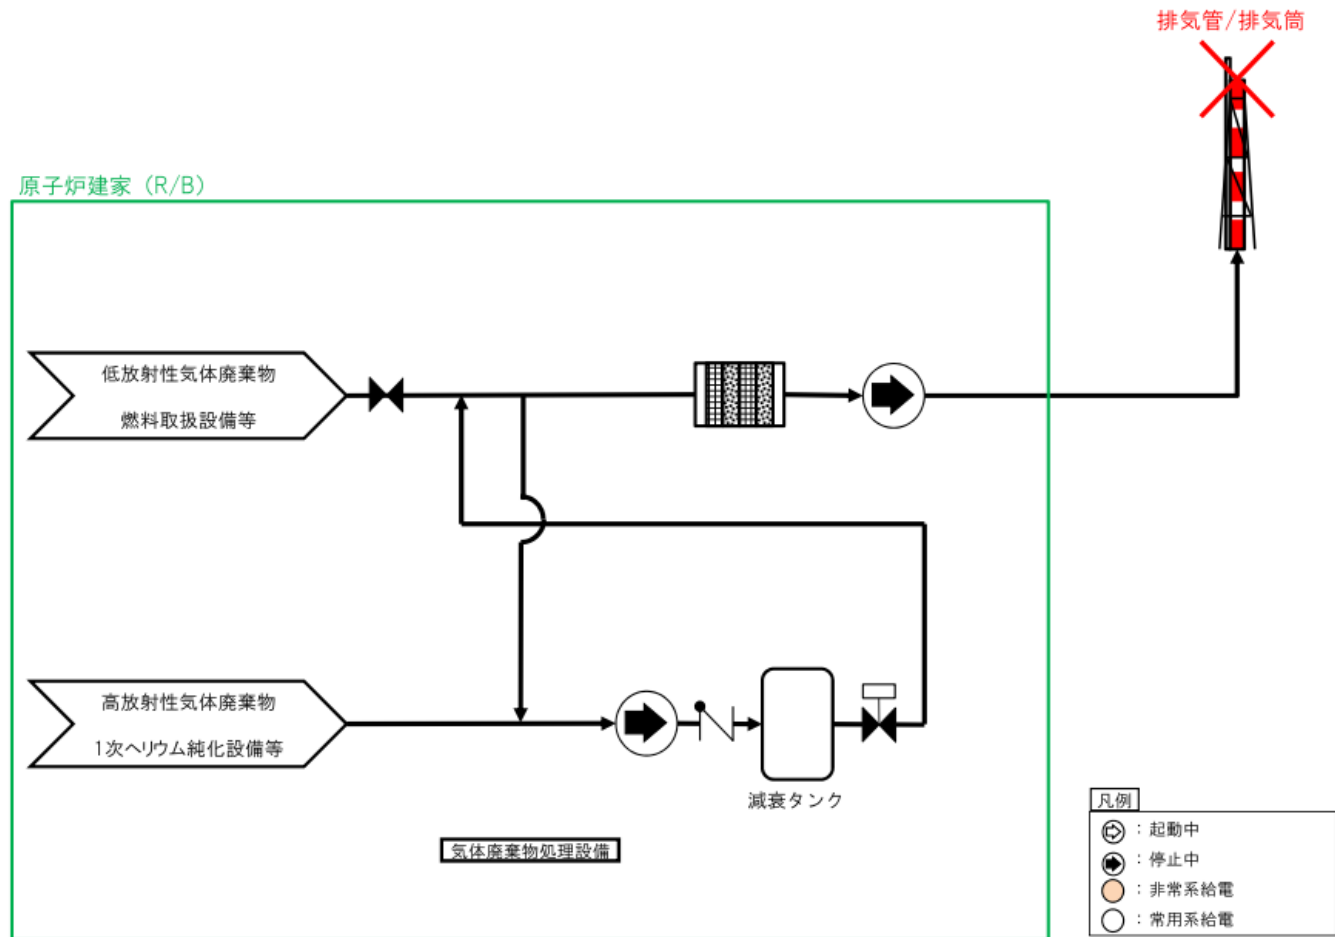 排気管/排気筒
原子炉建家（R/B）
低放射性気体廃棄物
燃料取扱設備等
高放射性気体廃棄物
1次ヘリウム純化設備等
減衰タンク
気体廃棄物処理設備
凡例
：起動中
：停止中
：非常系給電
：常用系給電